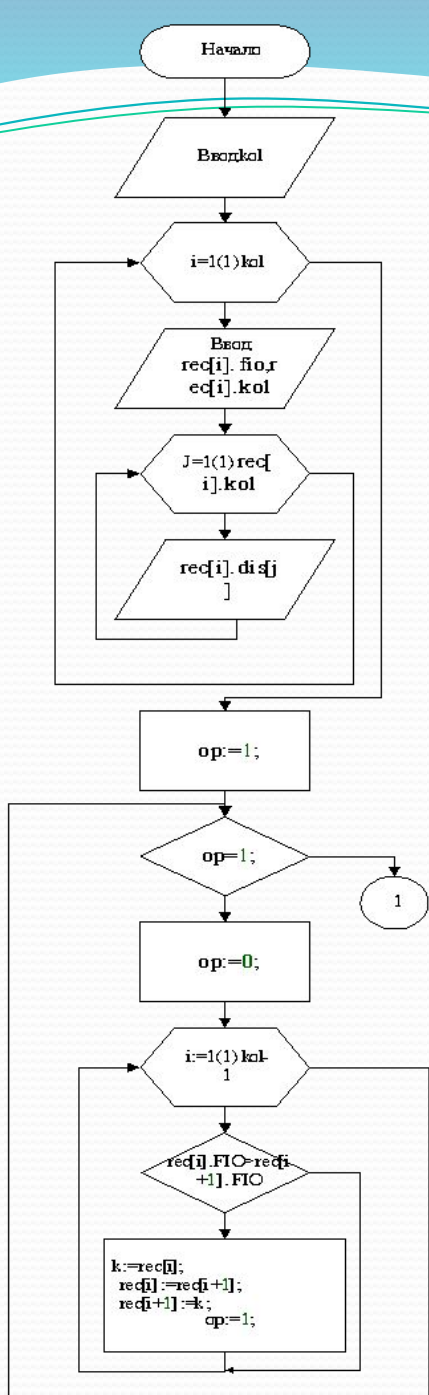 Начало
Вводkol
i=1(1)kol
Ввод
rec[i]. fio,r
ec[i].kol
J=1(1)rec[
i].kol
rec[i]. dis[j
]
op:=1;
op=1;
1
op:=0;
i:=1(1)kol-
1
rec[i].FIO=rec[i
+1].FIO
k:=rec[i];
rec[i]:=rec[i+1];
rec[i+1]:=k;
op:=1;